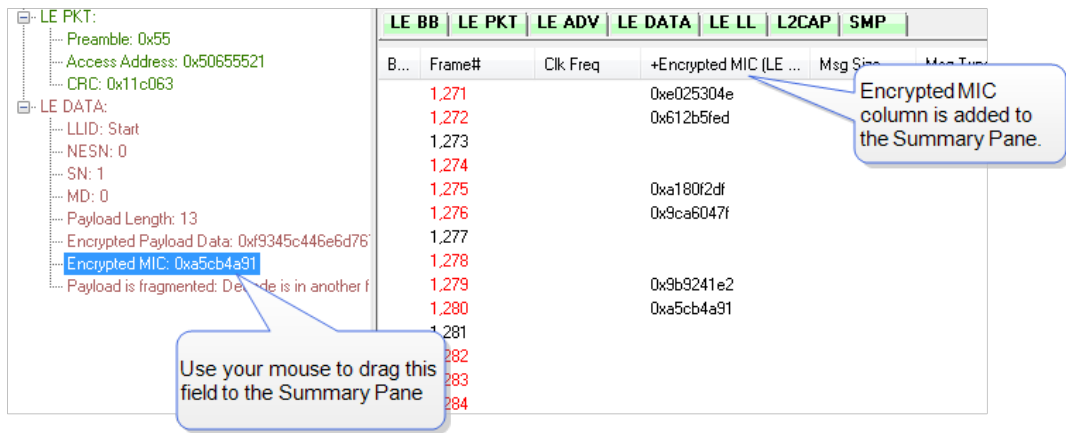 LE PKT:
Preamble: 0x55
Access Address: 0x50655521
CRC: 0x11c063
LE DATA:
LLID: Start
NESN: 0
SN: 1
MD: 0
Payload Length: 13
Encrypted Payload Data: 0xf9345c446e6d76
Encrypted MIC: 0xa5cb4a91
Payload is fragmented: Decode is in another f
Use your mouse to drag this
field to the Summary Pane
LE BB LE PKT LE ADV LE DATA LE LL L2CAP SMP
B... Frame# Clk Freq +Encrypted MIC (LE ... Msg Size Msg Type
1,271 0xe025304e
1,272 0x612b5fed
1,273
1,274
1,275 0xa180f2df
1,276 0x9ca6047f
1,277
1,278
1,279 0x9b9241e2
1,280 0xa5cb4a91
1,281
282
283
284
Encrypted MIC
column is added to
the Summary Pane.